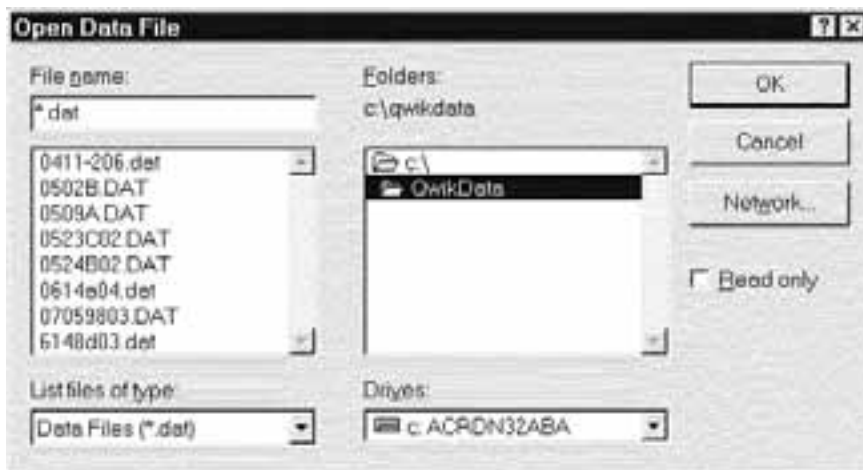 Open Data File
File name:
*.dat
0411-206.dat
0502B.DAT
0509A.DAT
0523C02.DAT
0524B02.DAT
0614a04.dat
07059803.DAT
6148d03.dat
List files of type:
Data Files (*.dat)
Folders:
c:\qwikdata
c:\
QwikData
Drives:
c: ACRDN32ABA
OK
Cancel
Network...
Read only